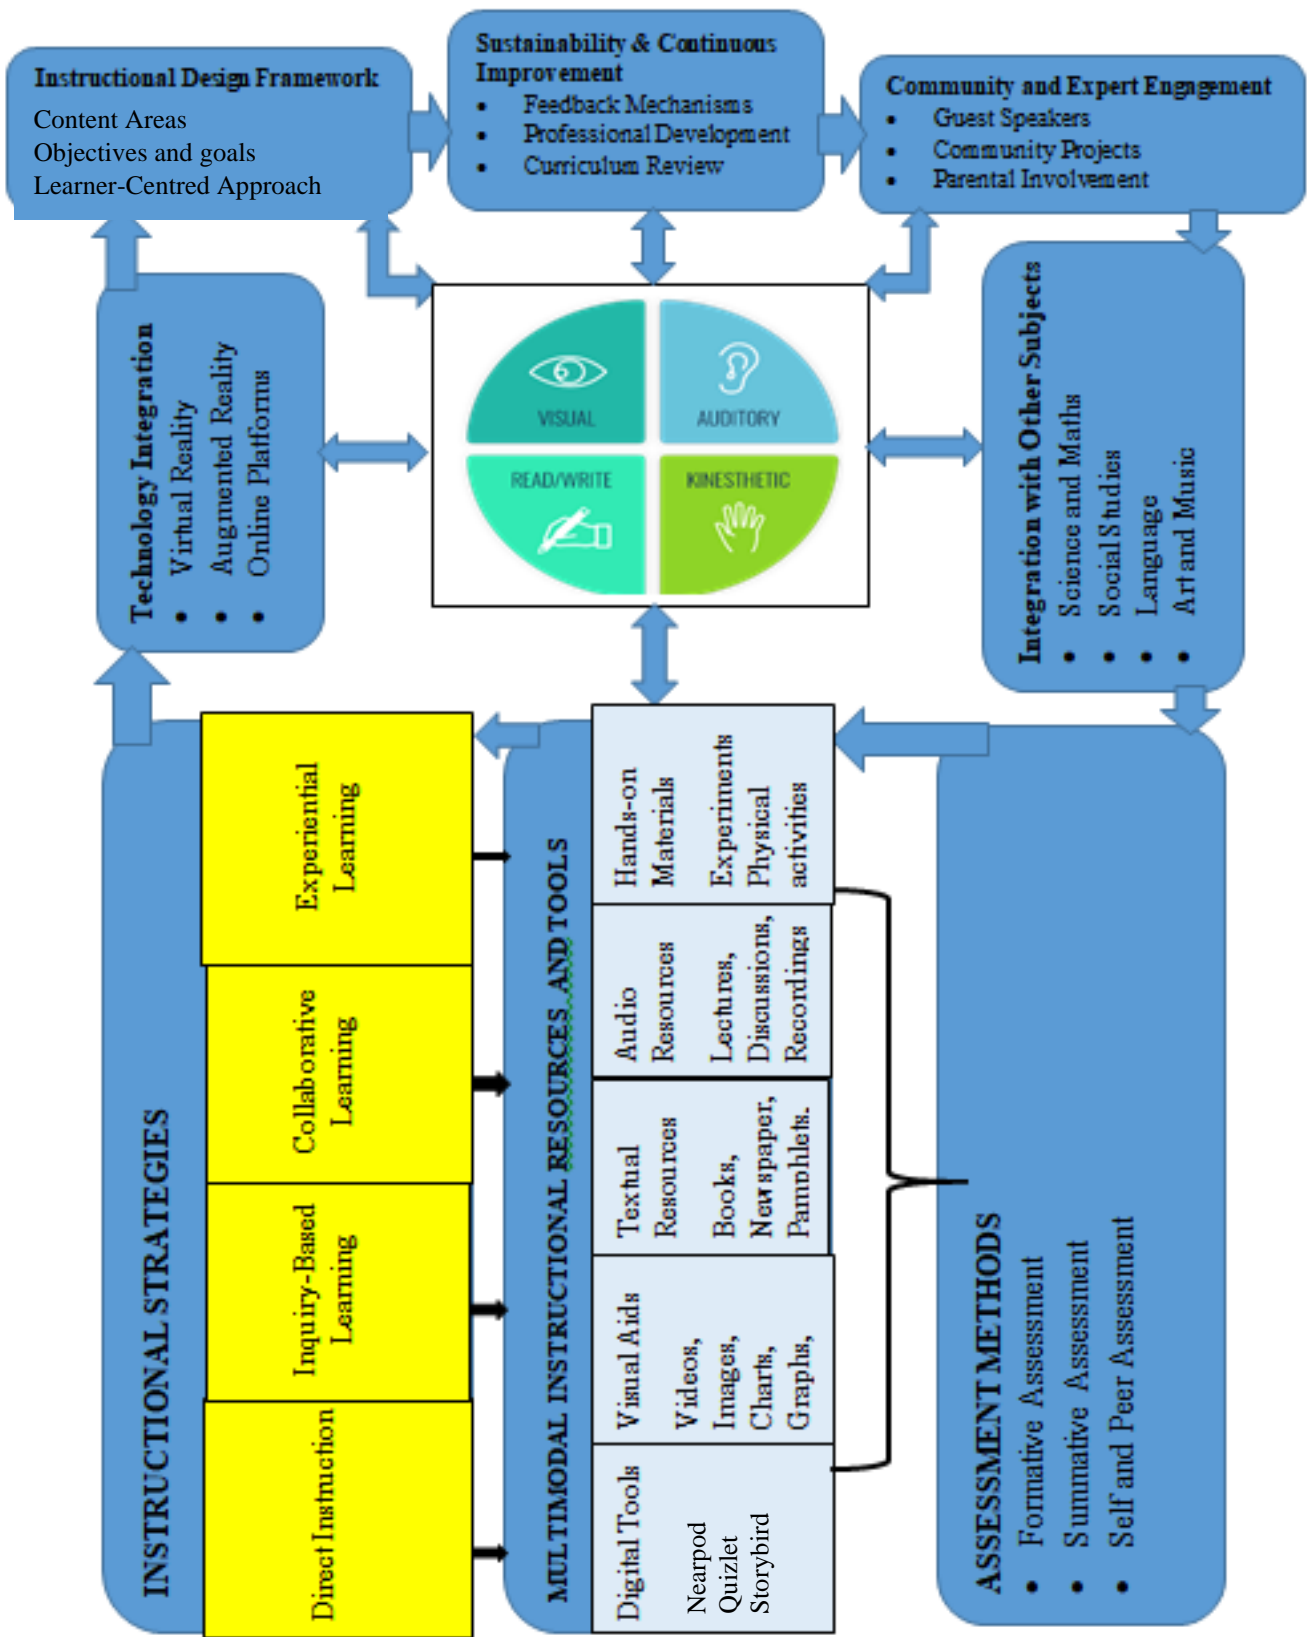 Instructional Design Framework
Content Areas
Objectives and goals
Learner-Centred Approach
Sustainability & Continuous
Improvement
• Feedback Mechanisms
• Professional Development
• Curriculum Review
Community and Expert Engagement
• Guest Speakers
• Community Projects
• Parental Involvement
Technology Integration
• Virtual Reality
• Augmented Reality
• Online Platforms
VISUAL
AUDITORY
READ/WRITE
KINESTHETIC
Integration with Other Subjects
• Science and Maths
• Social Studies
• Language
• Art and Music
INSTRUCTIONAL STRATEGIES
Direct Instruction
Inquiry-Based
Learning
Collaborative
Learning
Experiential
Learning
MULTIMODAL INSTRUCTIONAL RESOURCES AND TOOLS
Digital Tools
Nearpod
Quizlet
Storybird
Visual Aids
Videos,
Images,
Charts,
Graphs,
Textual
Resources
Books,
Newspaper,
Pamphlets.
Audio
Resources
Lectures,
Discussions,
Recordings
Hands-on
Materials
Experiments
Physical
activities
ASSESSMENT METHODS
• Formative Assessment
• Summative Assessment
• Self and Peer Assessment